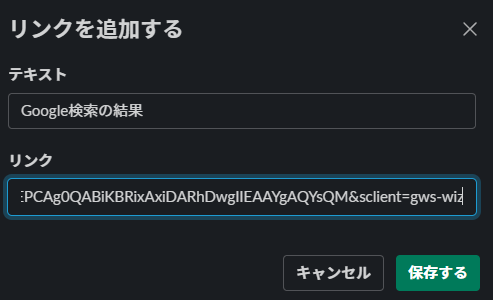 リンクを追加する
テキスト
Google検索の結果
リンク
EPCAg0QABiKBRixAxiDARhDwgIIEAAYgAQYsQM&sclient=gws-wiz
キャンセル
保存する